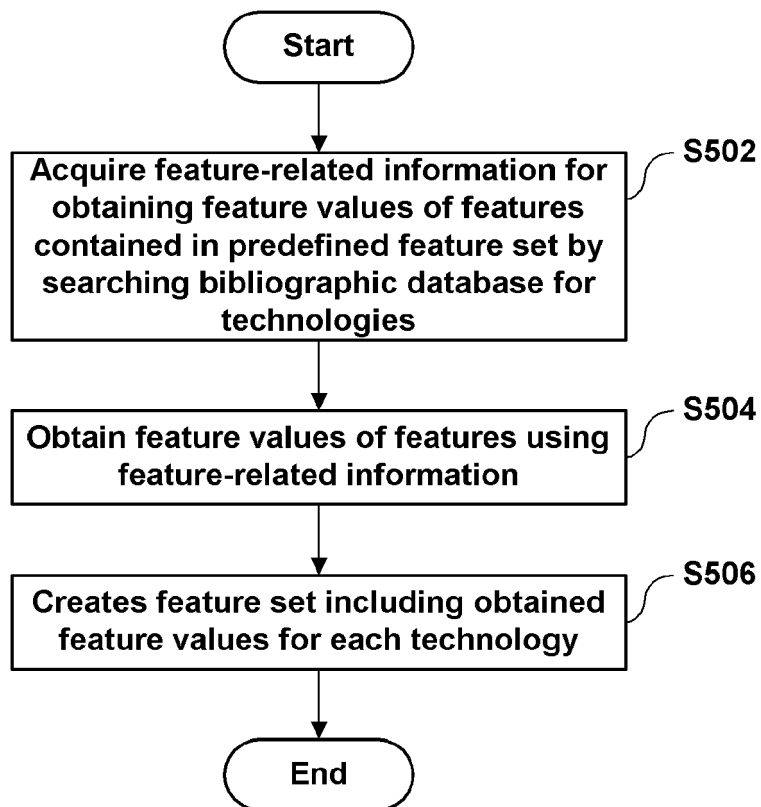 Start
S502
Acquire feature-related information for
obtaining feature values of features
contained in predefined feature set by
searching bibliographic database for
technologies
S504
Obtain feature values of features using
feature-related information
S506
Creates feature set including obtained
feature values for each technology
End